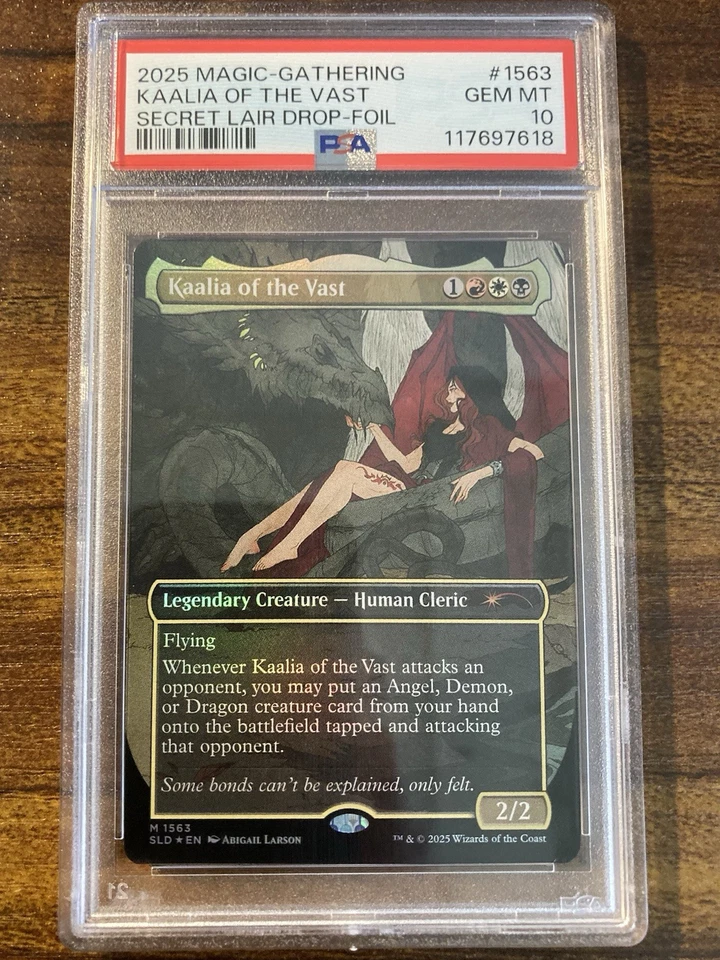 2025 MAGIC-GATHERING #1563
KAALIA OF THE VAST GEM MT
SECRET LAIR DROP-FOIL 10
PSA 117697618
Kaalia of the Vast 1
Legendary Creature — Human Cleric
Flying
Whenever Kaalia of the Vast attacks an
opponent, you may put an Angel, Demon,
or Dragon creature card from your hand
onto the battlefield tapped and attacking
that opponent.
Some bonds can't be explained, only felt.
2/2
M 1563
SLD ★ EN ABIGAIL LARSON ™ & © 2025 Wizards of the Coast
21